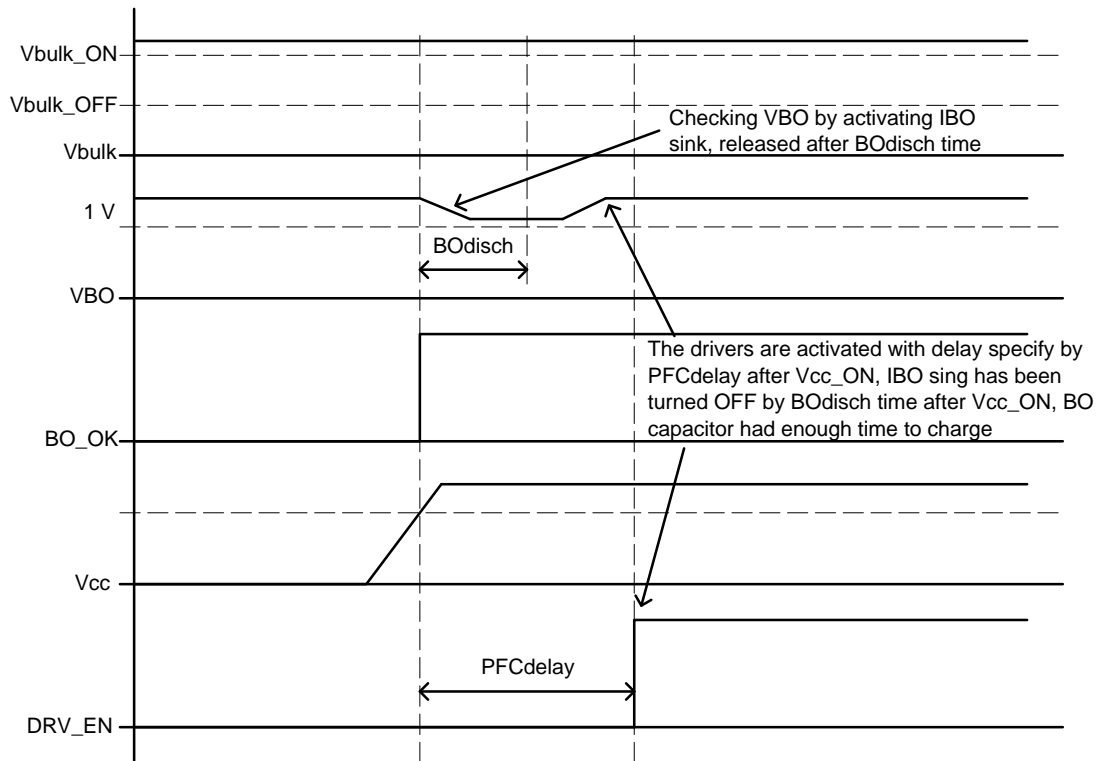 Vbulk_ON
Vbulk_OFF
Checking VBO by activating IBO
sink, released after BOdisch time
Vbulk
1 V
BOdisch
VBO
The drivers are activated with delay specify by
PFCdelay after Vcc_ON, IBO sing has been
turned OFF by BOdisch time after Vcc_ON, BO
capacitor had enough time to charge
BO_OK
Vcc
PFCdelay
DRV_EN